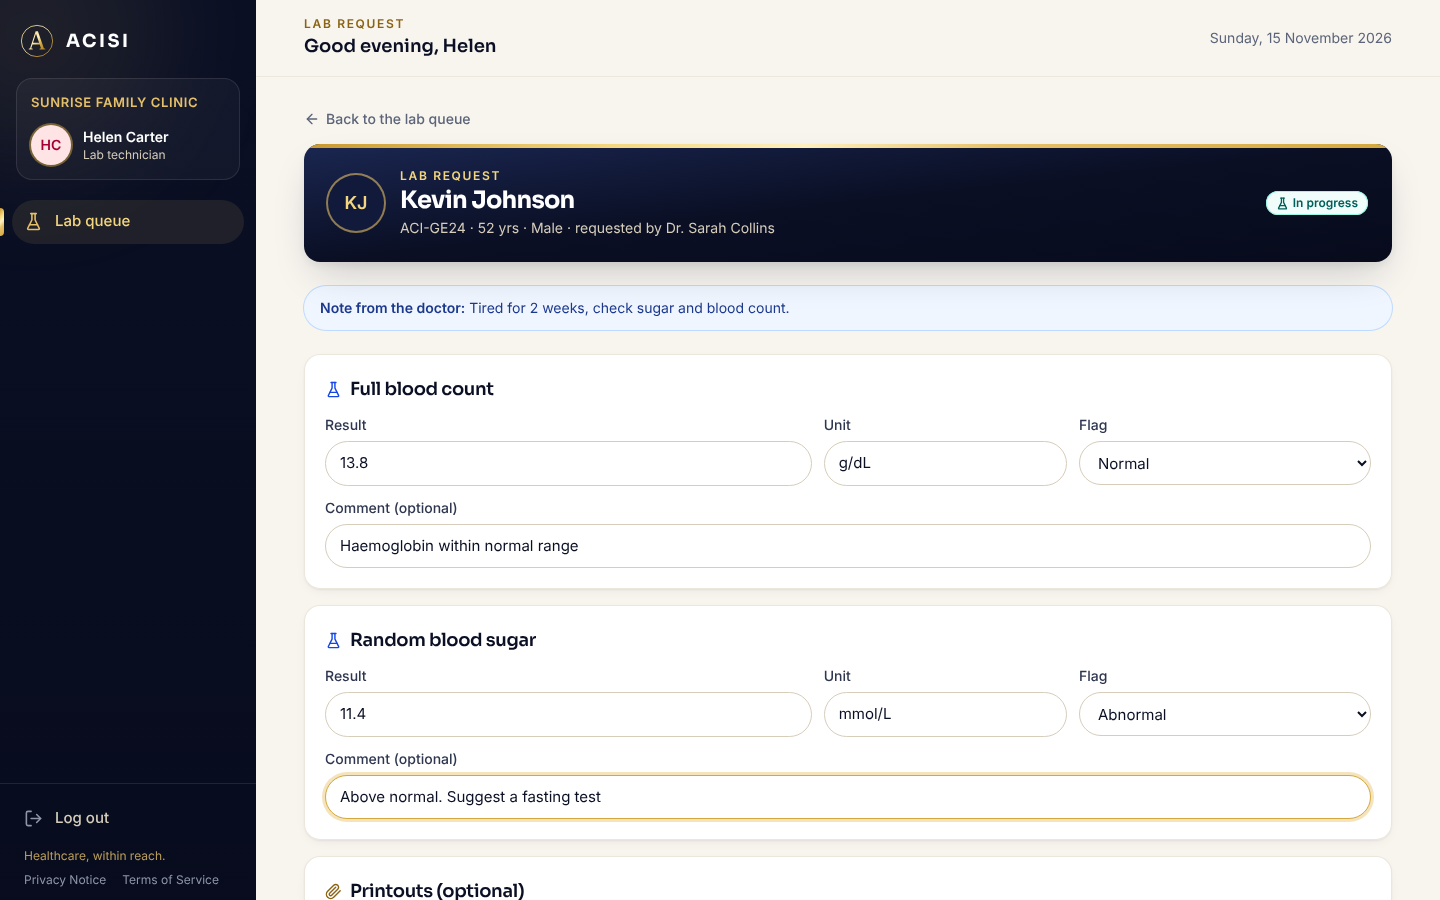 A ACISI
SUNRISE FAMILY CLINIC
HC
Helen Carter
Lab technician
Lab queue
Log out
Healthcare, within reach.
Privacy Notice Terms of Service
LAB REQUEST
Good evening, Helen
Sunday, 15 November 2026
Back to the lab queue
KJ
LAB REQUEST
Kevin Johnson
ACI-GE24 · 52 yrs · Male · requested by Dr. Sarah Collins
In progress
Note from the doctor: Tired for 2 weeks, check sugar and blood count.
Full blood count
Result Unit Flag
13.8 g/dL Normal
Comment (optional)
Haemoglobin within normal range
Random blood sugar
Result Unit Flag
11.4 mmol/L Abnormal
Comment (optional)
Above normal. Suggest a fasting test
Printouts (optional)